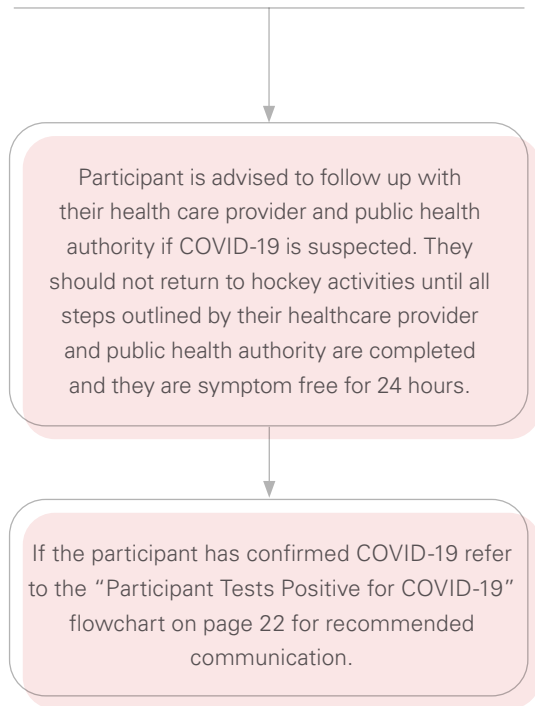 Participant is advised to follow up with
their health care provider and public health
authority if COVID-19 is suspected. They
should not return to hockey activities until all
steps outlined by their healthcare provider
and public health authority are completed
and they are symptom free for 24 hours.
If the participant has confirmed COVID-19 refer
to the “Participant Tests Positive for COVID-19”
flowchart on page 22 for recommended
communication.